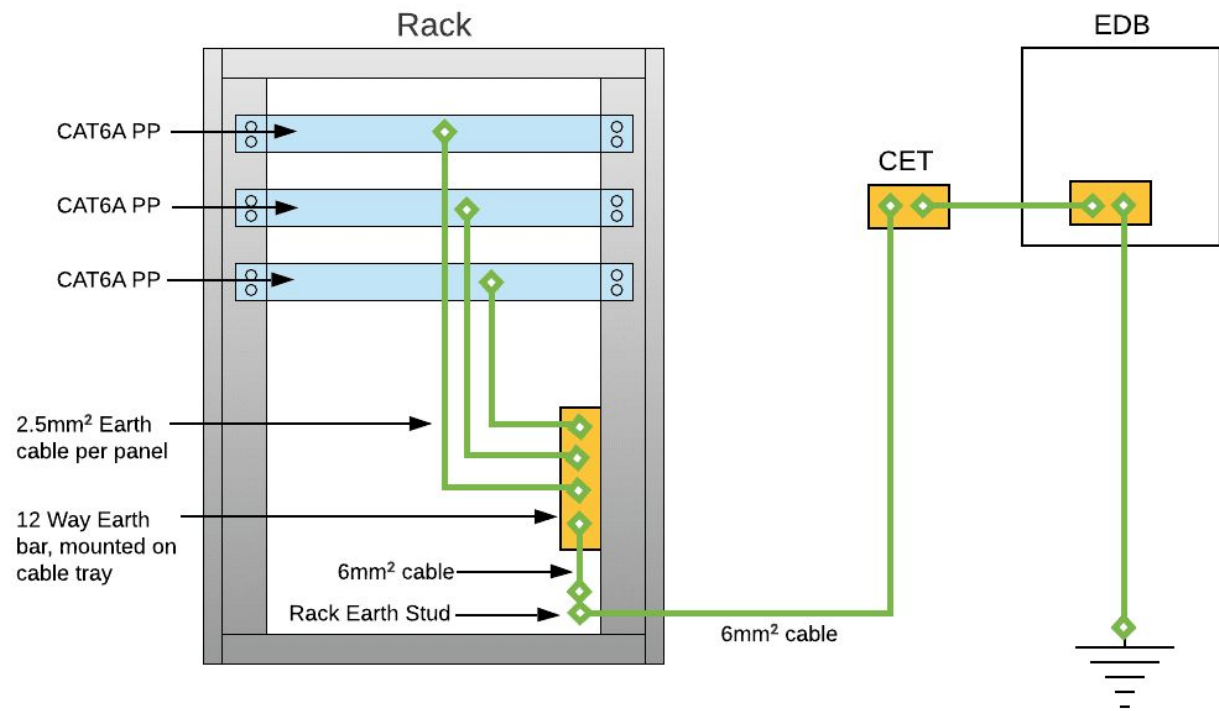 Rack
EDB
CAT6A PP
CET
CAT6A PP
CAT6A PP
2.5mm² Earth
cable per panel
12 Way Earth
bar, mounted on
cable tray
6mm² cable
Rack Earth Stud
6mm² cable